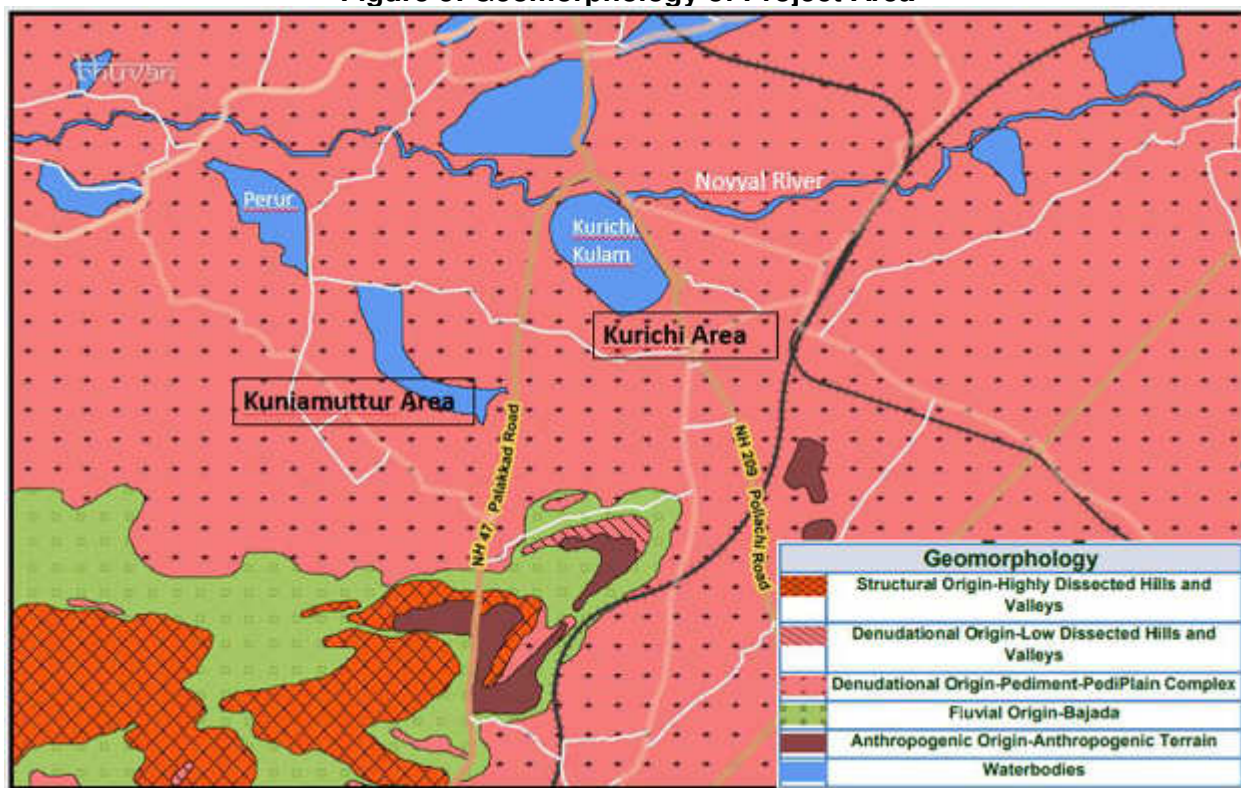 Figure 3: Geomorphology of Project Area
bhuvan
Perur
Noyyal River
Kurichi
Kulam
Kurichi Area
Kuniamuttur Area
NH 47 Palakkad Road
NH 209 Pollachi Road
Geomorphology
Structural Origin-Highly Dissected Hills and
Valleys
Denudational Origin-Low Dissected Hills and
Valleys
Denudational Origin-Pediment-PediPlain Complex
Fluvial Origin-Bajada
Anthropogenic Origin-Anthropogenic Terrain
Waterbodies